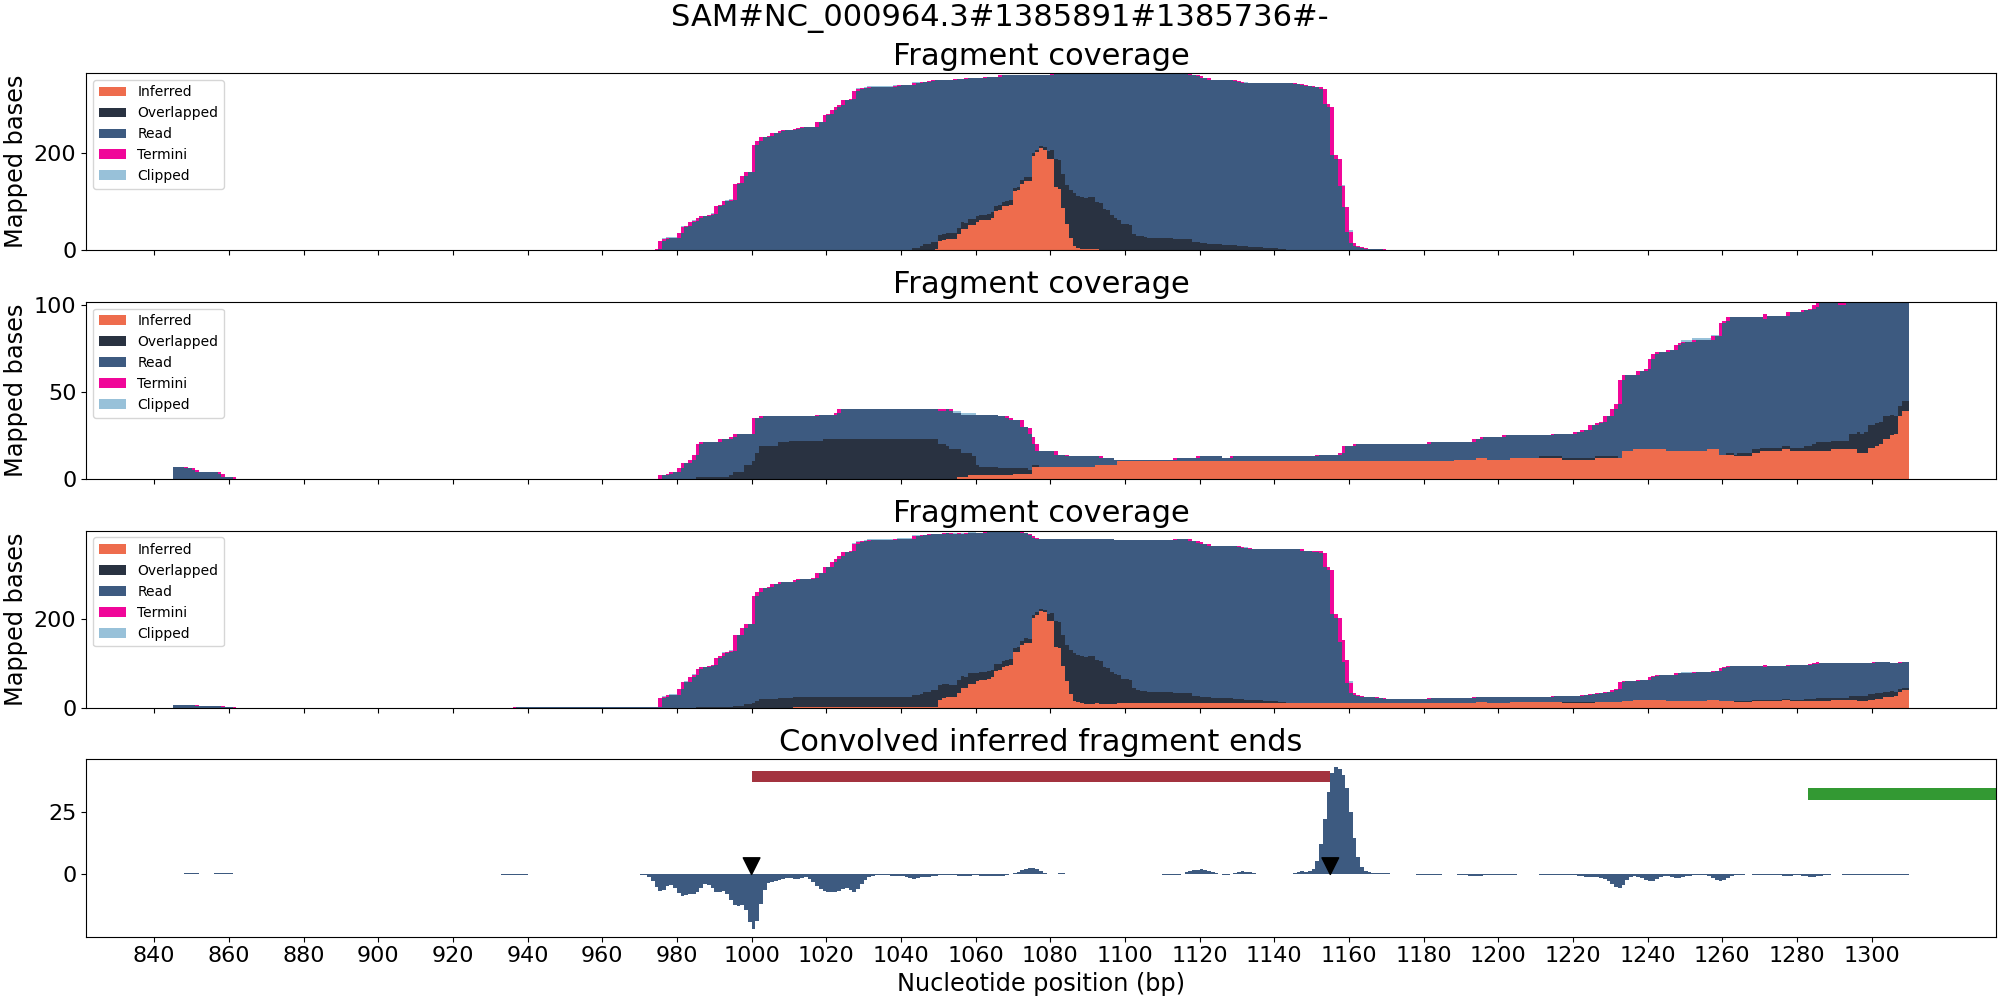 SAM#NC_000964.3#1385891#1385736#-
Fragment coverage
Mapped bases
200
0
Inferred
Overlapped
Read
Termini
Clipped
Fragment coverage
Mapped bases
100
50
0
Inferred
Overlapped
Read
Termini
Clipped
Fragment coverage
Mapped bases
200
0
Inferred
Overlapped
Read
Termini
Clipped
Convolved inferred fragment ends
25
0
840 860 880 900 920 940 960 980 1000 1020 1040 1060 1080 1100 1120 1140 1160 1180 1200 1220 1240 1260 1280 1300
Nucleotide position (bp)